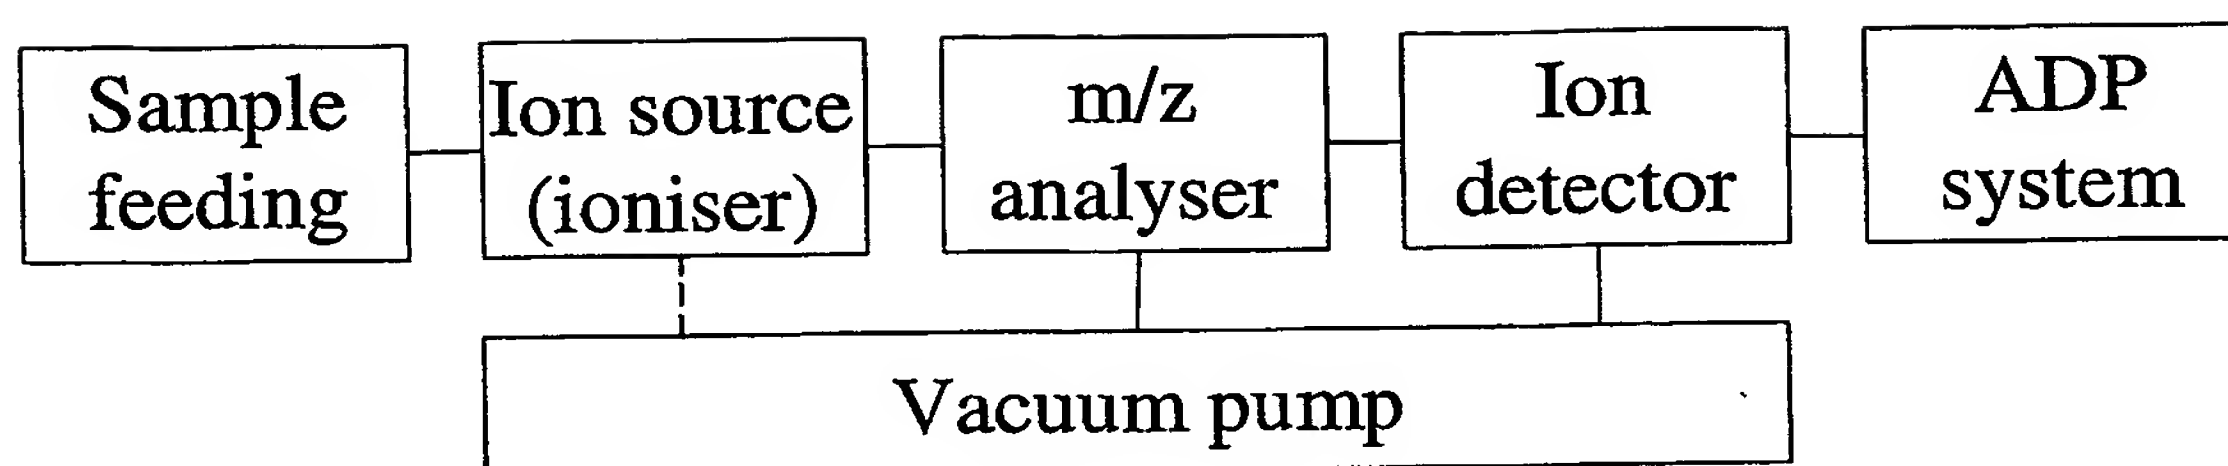 Sample
feeding
Ion source
(ioniser)
m/z
analyser
Ion
detector
ADP
system
Vacuum pump